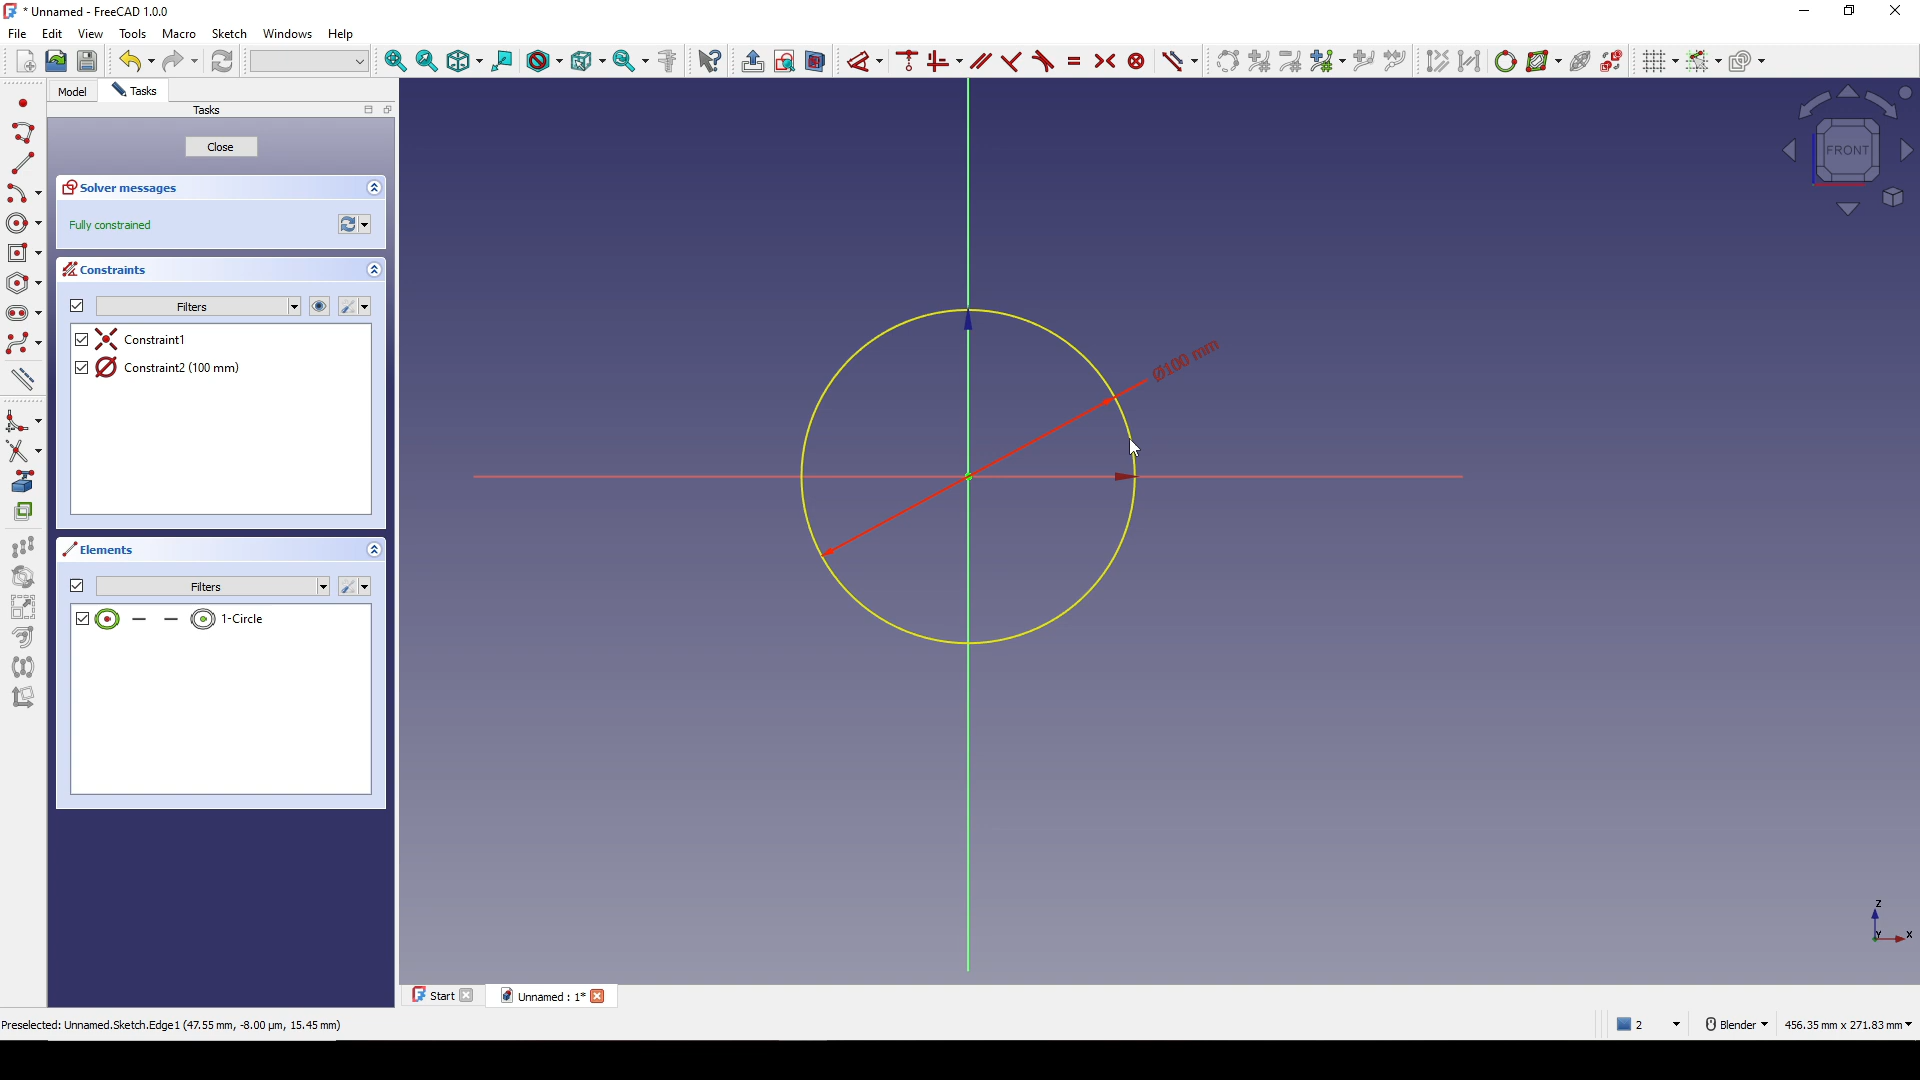 * Unnamed - FreeCAD 1.0.0
File Edit View Tools Macro Sketch Windows Help
Model Tasks
Tasks
Close
Solver messages
Fully constrained
Constraints
Filters
Constraint1
Constraint2 (100 mm)
Elements
Filters
1-Circle
Ø100 mm
FRONT
Z
Y
X
Start
Unnamed : 1*
Preselected: Unnamed.Sketch.Edge1 (47.55 mm, -8.00 µm, 15.45 mm)
2
Blender
456.35 mm x 271.83 mm